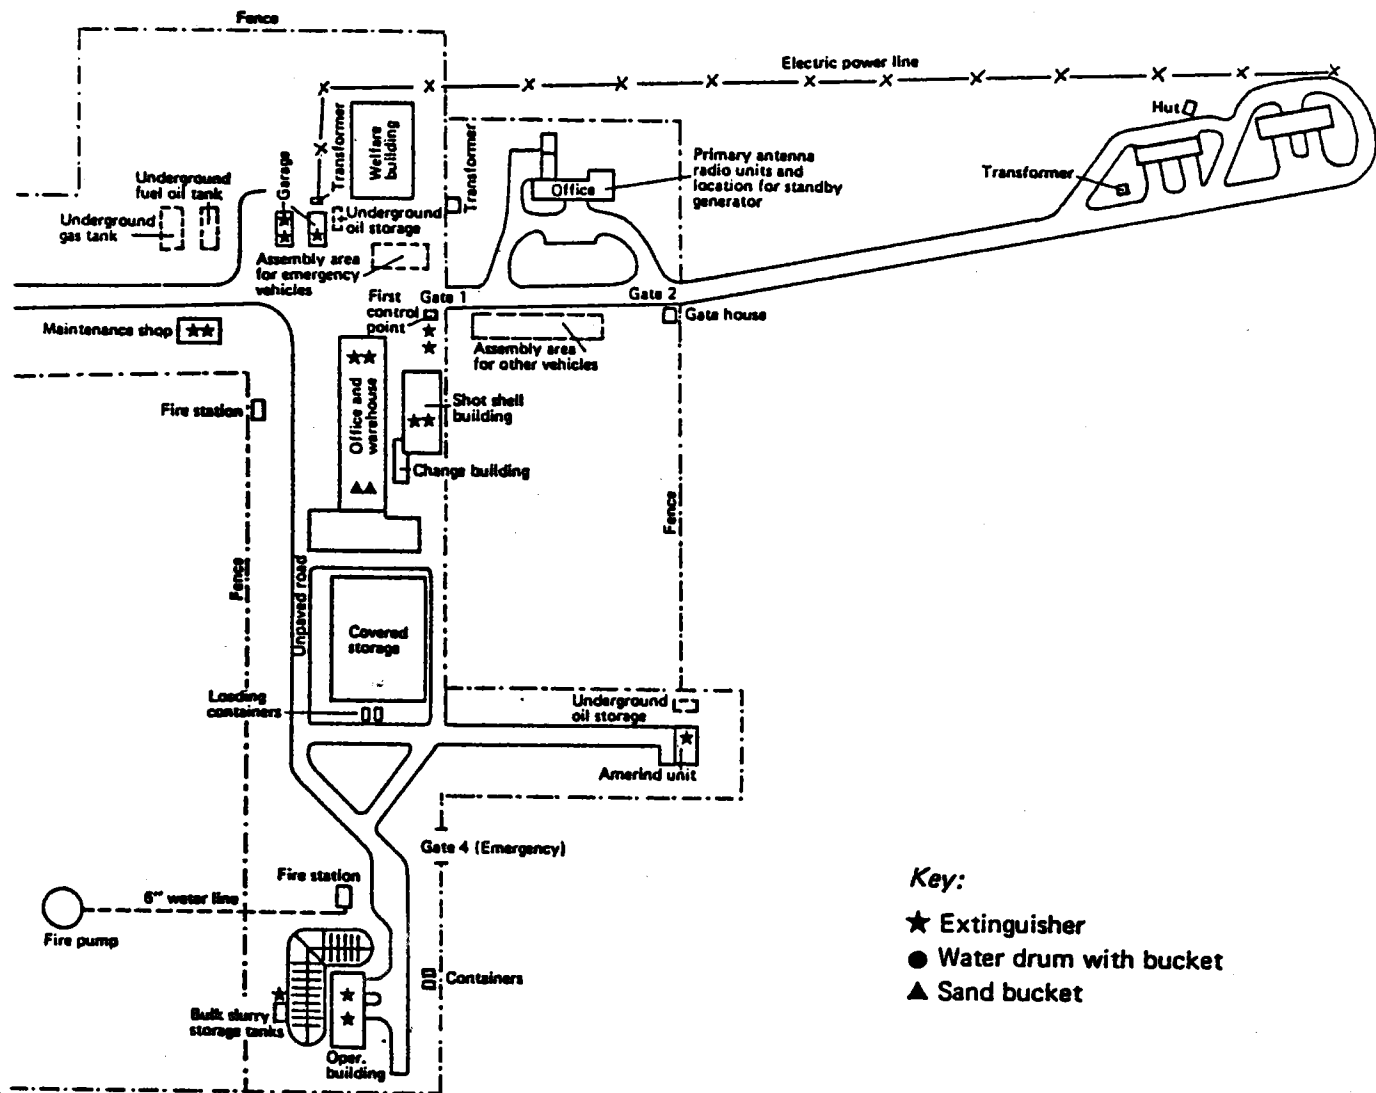 Fence
Electric power line
Hut
Transformer
Welfare
building
Transformer
Primary antenna
radio units and
location for standby
generator
Office
Transformer
Garage
Underground
fuel oil tank
Underground
gas tank
Underground
oil storage
Assembly area
for emergency
vehicles
First
control
point
Gate 1
Gate 2
Gate house
Maintenance shop
Assembly area
for other vehicles
Office and
warehouse
Shot shell
building
Fire station
Change building
Fence
Fence
Unpaved road
Covered
storage
Loading
containers
Underground
oil storage
Amerind unit
Gate 4 (Emergency)
Fire station
6" water line
Fire pump
Containers
Bulk slurry
storage tanks
Oper.
building
Key:
Extinguisher
Water drum with bucket
Sand bucket